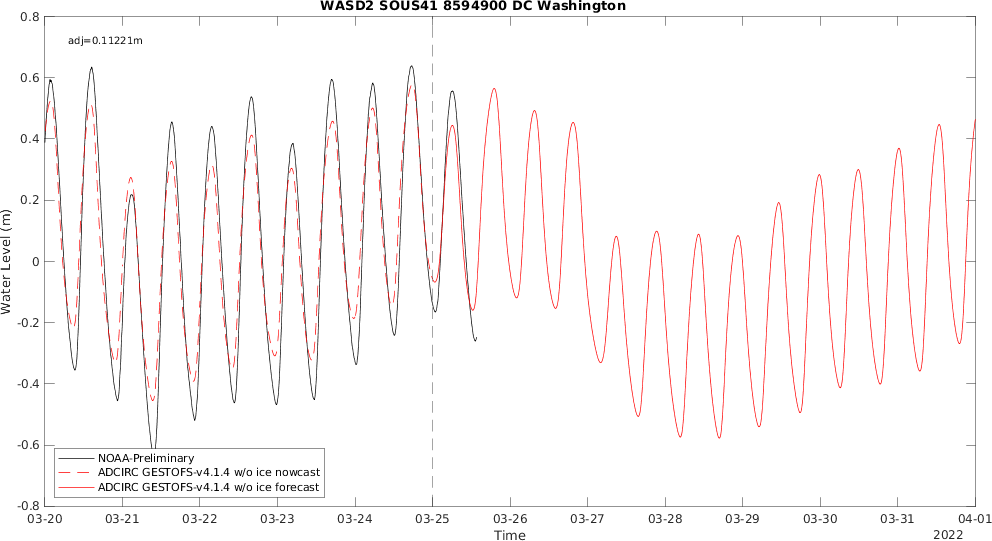 WASD2 SOUS41 8594900 DC Washington
adj=0.11221m
0.8
0.6
0.4
0.2
0
-0.2
-0.4
-0.6
-0.8
Water Level (m)
NOAA-Preliminary
ADCIRC GESTOFS-v4.1.4 w/o ice nowcast
ADCIRC GESTOFS-v4.1.4 w/o ice forecast
03-20 03-21 03-22 03-23 03-24 03-25 03-26 03-27 03-28 03-29 03-30 03-31 04-01
Time
2022